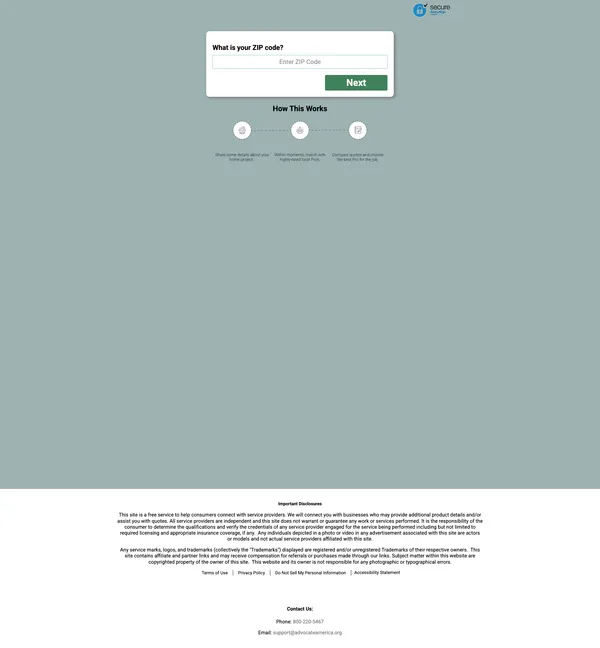 secure
What is your ZIP code?
Enter ZIP Code
Next
How This Works
Share some details about your
home project.
Within moments, match with
highly-rated local Pros.
Compare quotes and choose
the best Pro for the job.
Important Disclosures
This site is a free service to help consumers connect with service providers. We will connect you with businesses who may provide additional product details and/or
assist you with quotes. All service providers are independent and this site does not warrant or guarantee any work or services performed. It is the responsibility of the
consumer to determine the qualifications and verify the credentials of any service provider engaged for the service being performed including but not limited to
required licensing and appropriate insurance coverage, if any. Any individuals depicted in a photo or video in any advertisement associated with this site are actors
or models and not actual service providers affiliated with this site.
Any service marks, logos, and trademarks (collectively the "Trademarks") displayed are registered and/or unregistered Trademarks of their respective owners. This
site contains affiliate and partner links and may receive compensation for referrals or purchases made through our links. Subject matter within this website are
copyrighted property of the owner of this site. This website and its owner is not responsible for any photographic or typographical errors.
Terms of Use | Privacy Policy | Do Not Sell My Personal Information | Accessibility Statement
Contact Us:
Phone: 800-220-5467
Email: support@advocateamerica.org